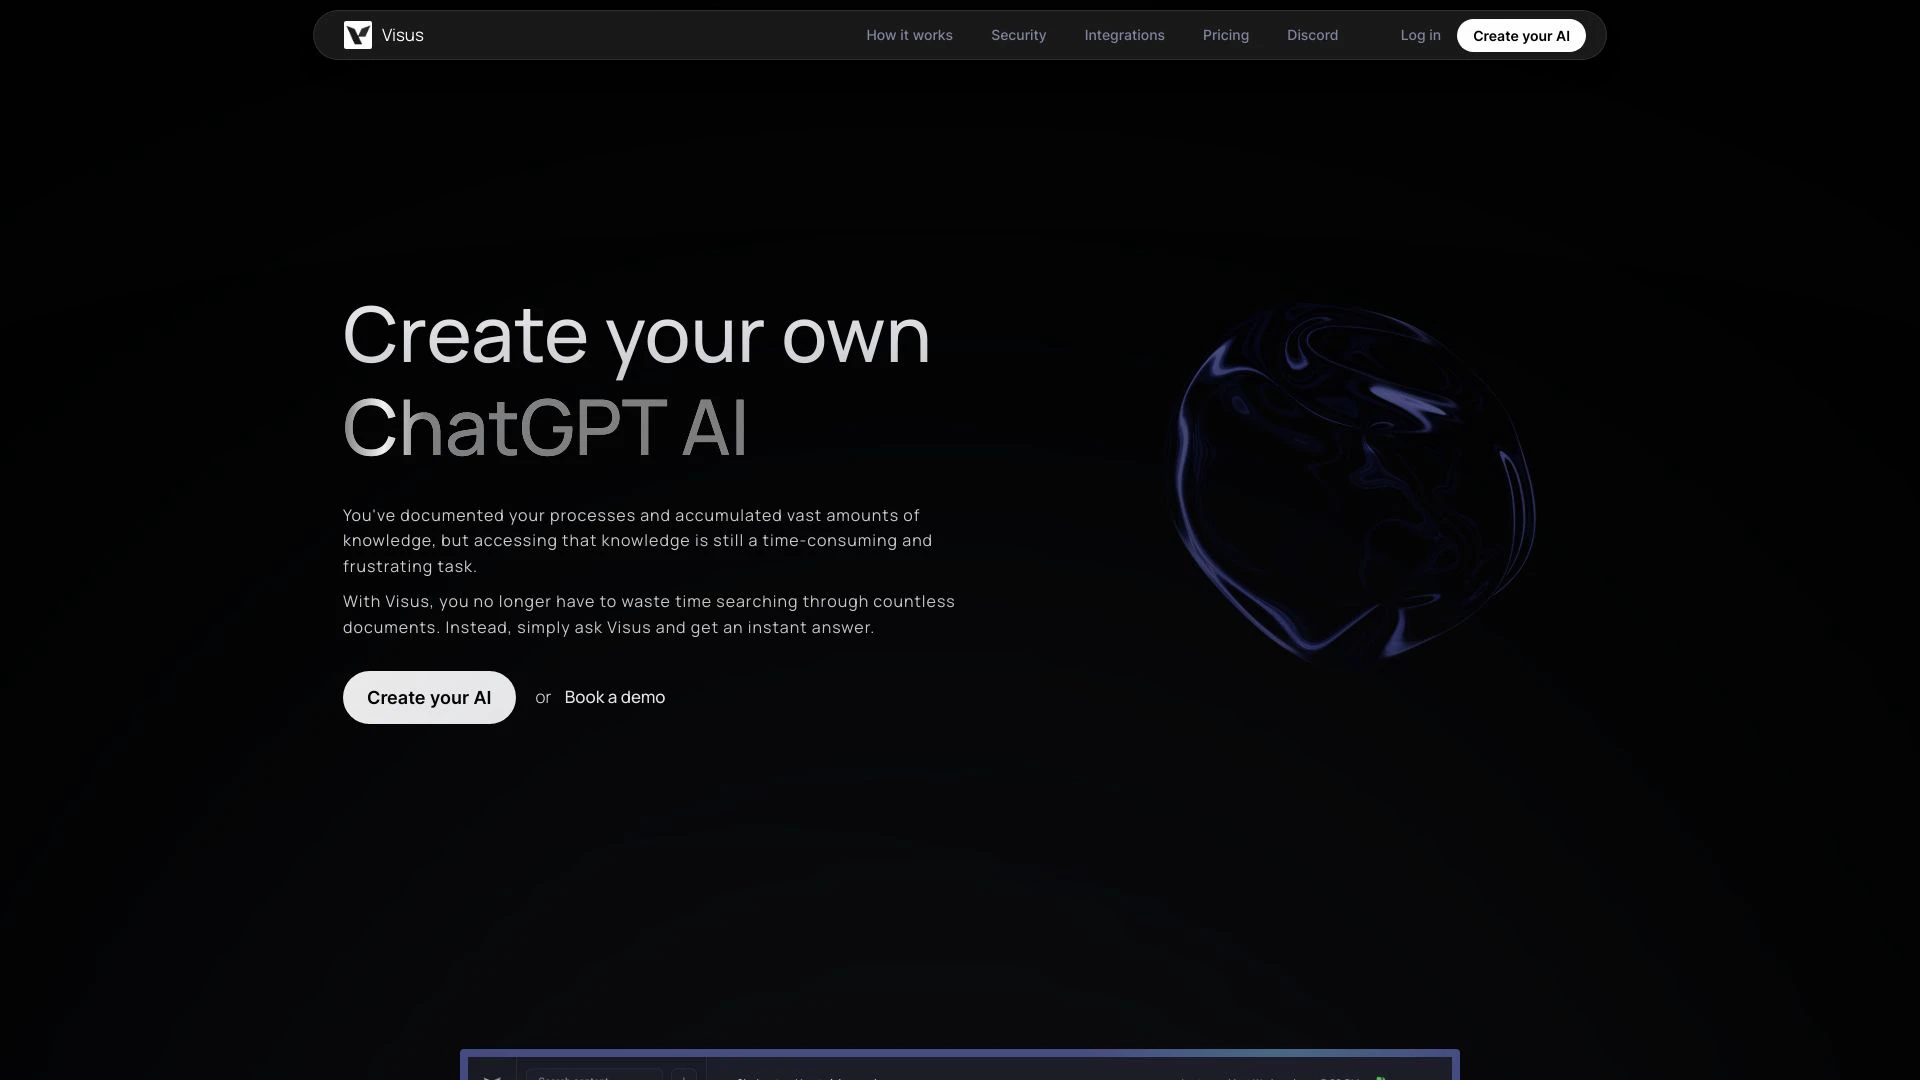 Visus
How it works
Security
Integrations
Pricing
Discord
Log in
Create your AI
Create your own
ChatGPT AI
You've documented your processes and accumulated vast amounts of
knowledge, but accessing that knowledge is still a time-consuming and
frustrating task.
With Visus, you no longer have to waste time searching through countless
documents. Instead, simply ask Visus and get an instant answer.
Create your AI
or
Book a demo